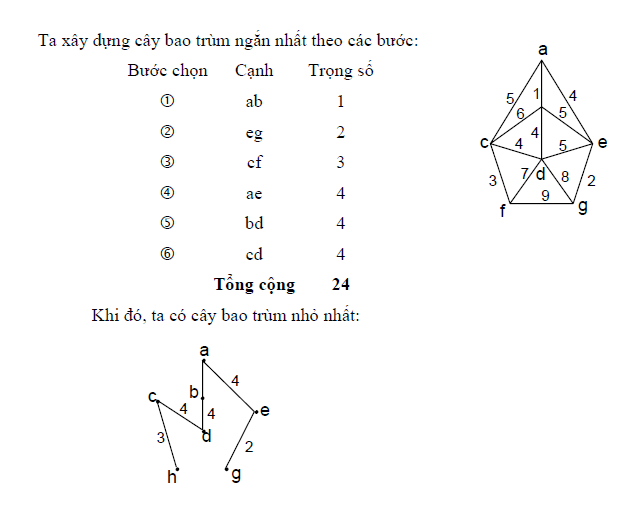 Ta xây dựng cây bao trùm ngắn nhất theo các bước:
Bước chọn Cạnh Trọng số
① ab 1
② eg 2
③ cf 3
④ ae 4
⑤ bd 4
⑥ cd 4
Tổng cộng 24
a
5 1 4
6 5
c 4 4 5 e
3 7 d 8 2
9
f g
Khi đó, ta có cây bao trùm nhỏ nhất:
a
4
c b e
4 4
3 d 2
h g